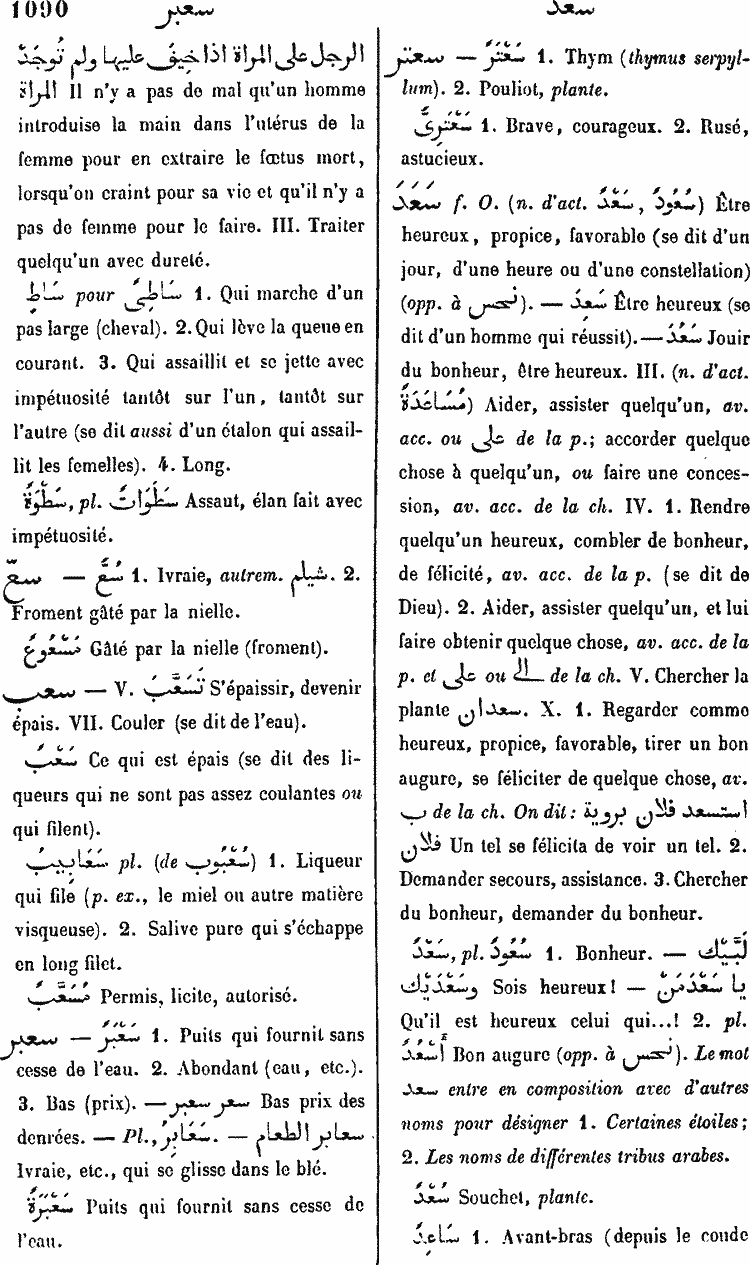 1090 سعبر سعد
الرجل على المراة اذا خِيفَ عليها ولم تُوجَدْ
المراة Il n'y a pas de mal qu'un homme
introduise la main dans l'utérus de la
femme pour en extraire le fœtus mort,
lorsqu'on craint pour sa vie et qu'il n'y a
pas de femme pour le faire. III. Traiter
quelqu'un avec dureté.
سَاطٍ pour سَاطِىٌ 1. Qui marche d'un
pas large (cheval). 2. Qui lève la queue en
courant. 3. Qui assaillit et se jette avec
impétuosité tantôt sur l'un, tantôt sur
l'autre (se dit aussi d'un étalon qui assail-
lit les femelles). 4. Long.
سَطْوَةٌ, pl. سَطَوَاتٌ Assaut, élan fait avec
impétuosité.
سعّ — سَعٌّ 1. Ivraie, autrem. شيلم. 2.
Froment gâté par la nielle.
مَسْعُوعٌ Gâté par la nielle (froment).
سعب — V. تَسَعَّبَ S'épaissir, devenir
épais. VII. Couler (se dit de l'eau).
سَعْبٌ Ce qui est épais (se dit des li-
queurs qui ne sont pas assez coulantes ou
qui filent).
سَعَابِيبُ pl. (de سَعْبُوب) 1. Liqueur
qui file (p. ex., le miel ou autre matière
visqueuse). 2. Salive pure qui s'échappe
en long filet.
مُسَعَّبٌ Permis, licite, autorisé.
سعبر — سَعْبَرٌ 1. Puits qui fournit sans
cesse de l'eau. 2. Abondant (eau, etc.).
3. Bas (prix). — سعر سعبر Bas prix des
denrées. — Pl., سَعَابِرُ. — سعابر الطعام
Ivraie, etc., qui se glisse dans le blé.
سَعْبَرَةٌ Puits qui fournit sans cesse de
l'eau.
سعتر — سَعْتَرٌ 1. Thym (thymus serpyl-
lum). 2. Pouliot, plante.
سَعْتَرِىٌّ 1. Brave, courageux. 2. Rusé,
astucieux.
سَعَدَ f. O. (n. d'act. سَعْدٌ, سُعُودٌ) Être
heureux, propice, favorable (se dit d'un
jour, d'une heure ou d'une constellation)
(opp. à نحس). — سَعِدَ Être heureux (se
dit d'un homme qui réussit). — سُعِدَ Jouir
du bonheur, être heureux. III. (n. d'act.
مُسَاعَدَةٌ) Aider, assister quelqu'un, av.
acc. ou على de la p.; accorder quelque
chose à quelqu'un, ou faire une conces-
sion, av. acc. de la ch. IV. 1. Rendre
quelqu'un heureux, combler de bonheur,
de félicité, av. acc. de la p. (se dit de
Dieu). 2. Aider, assister quelqu'un, et lui
faire obtenir quelque chose, av. acc. de la
p. et على ou الى de la ch. V. Chercher la
plante سعدان. X. 1. Regarder comme
heureux, propice, favorable, tirer un bon
augure, se féliciter de quelque chose, av.
ب de la ch. On dit: استسعد فلان بروية
فلان Un tel se félicita de voir un tel. 2.
Demander secours, assistance. 3. Chercher
du bonheur, demander du bonheur.
سَعْدٌ, pl. سُعُودٌ 1. Bonheur. — لَبَّيْكَ
وَسَعْدَيْكَ Sois heureux! — يا سَعْدَ مَنْ
Qu'il est heureux celui qui...! 2. pl.
أَسْعُدٌ Bon augure (opp. à نحس). Le mot
سعد entre en composition avec d'autres
noms pour désigner 1. Certaines étoiles;
2. Les noms de différentes tribus arabes.
سُعْدٌ Souchet, plante.
سَاعِدٌ 1. Avant-bras (depuis le coude